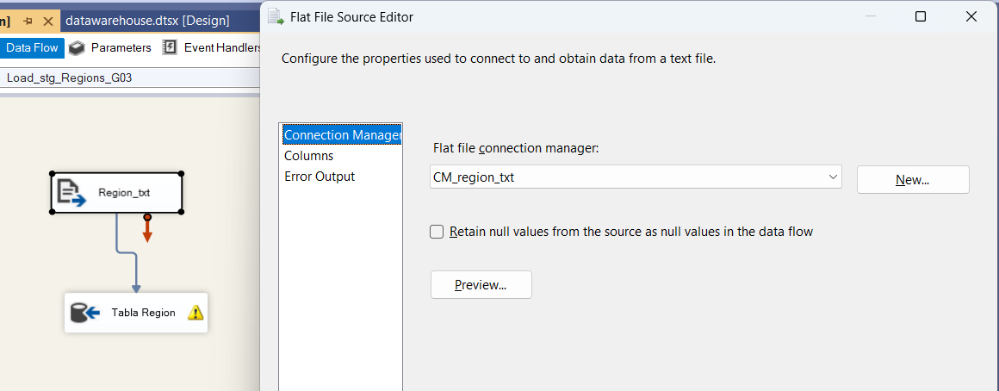 n]
datawarehouse.dtsx [Design]
Flat File Source Editor
Data Flow
Parameters
Event Handlers
Load_stg_Regions_G03
Configure the properties used to connect to and obtain data from a text file.
Connection Manager
Columns
Error Output
Flat file connection manager:
CM_region_txt
New...
Retain null values from the source as null values in the data flow
Preview...
Region_txt
Tabla Region